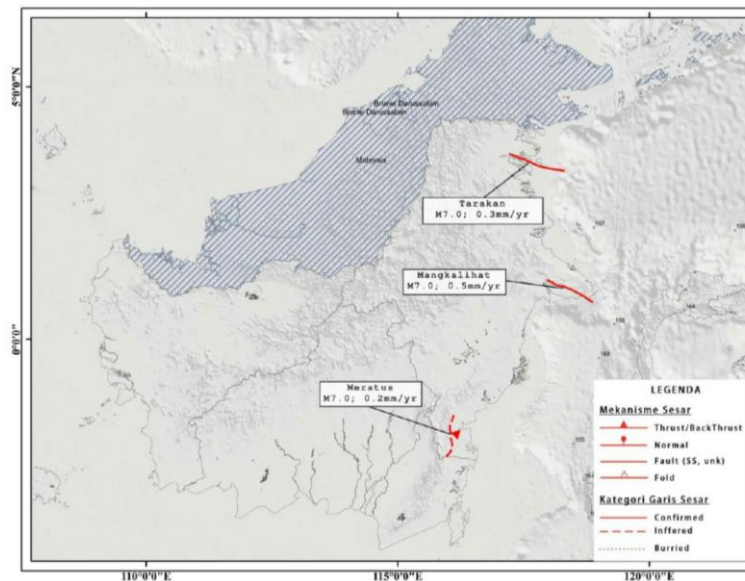 5°0'0"N
Brunei Darussalam
Brunei Darussalam
Malaysia
Tarakan
M7.0; 0.3mm/yr
157
Mangkalihat
M7.0; 0.5mm/yr
0°0'0"
Meratus
M7.0; 0.2mm/yr
LEGENDA
Mekanisme Sesar
Thrust/BackThrust
Normal
Fault (SS, unk)
Fold
Kategori Garis Sesar
Confirmed
Inffered
Burried
110°0'0"E
115°0'0"E
120°0'0"E